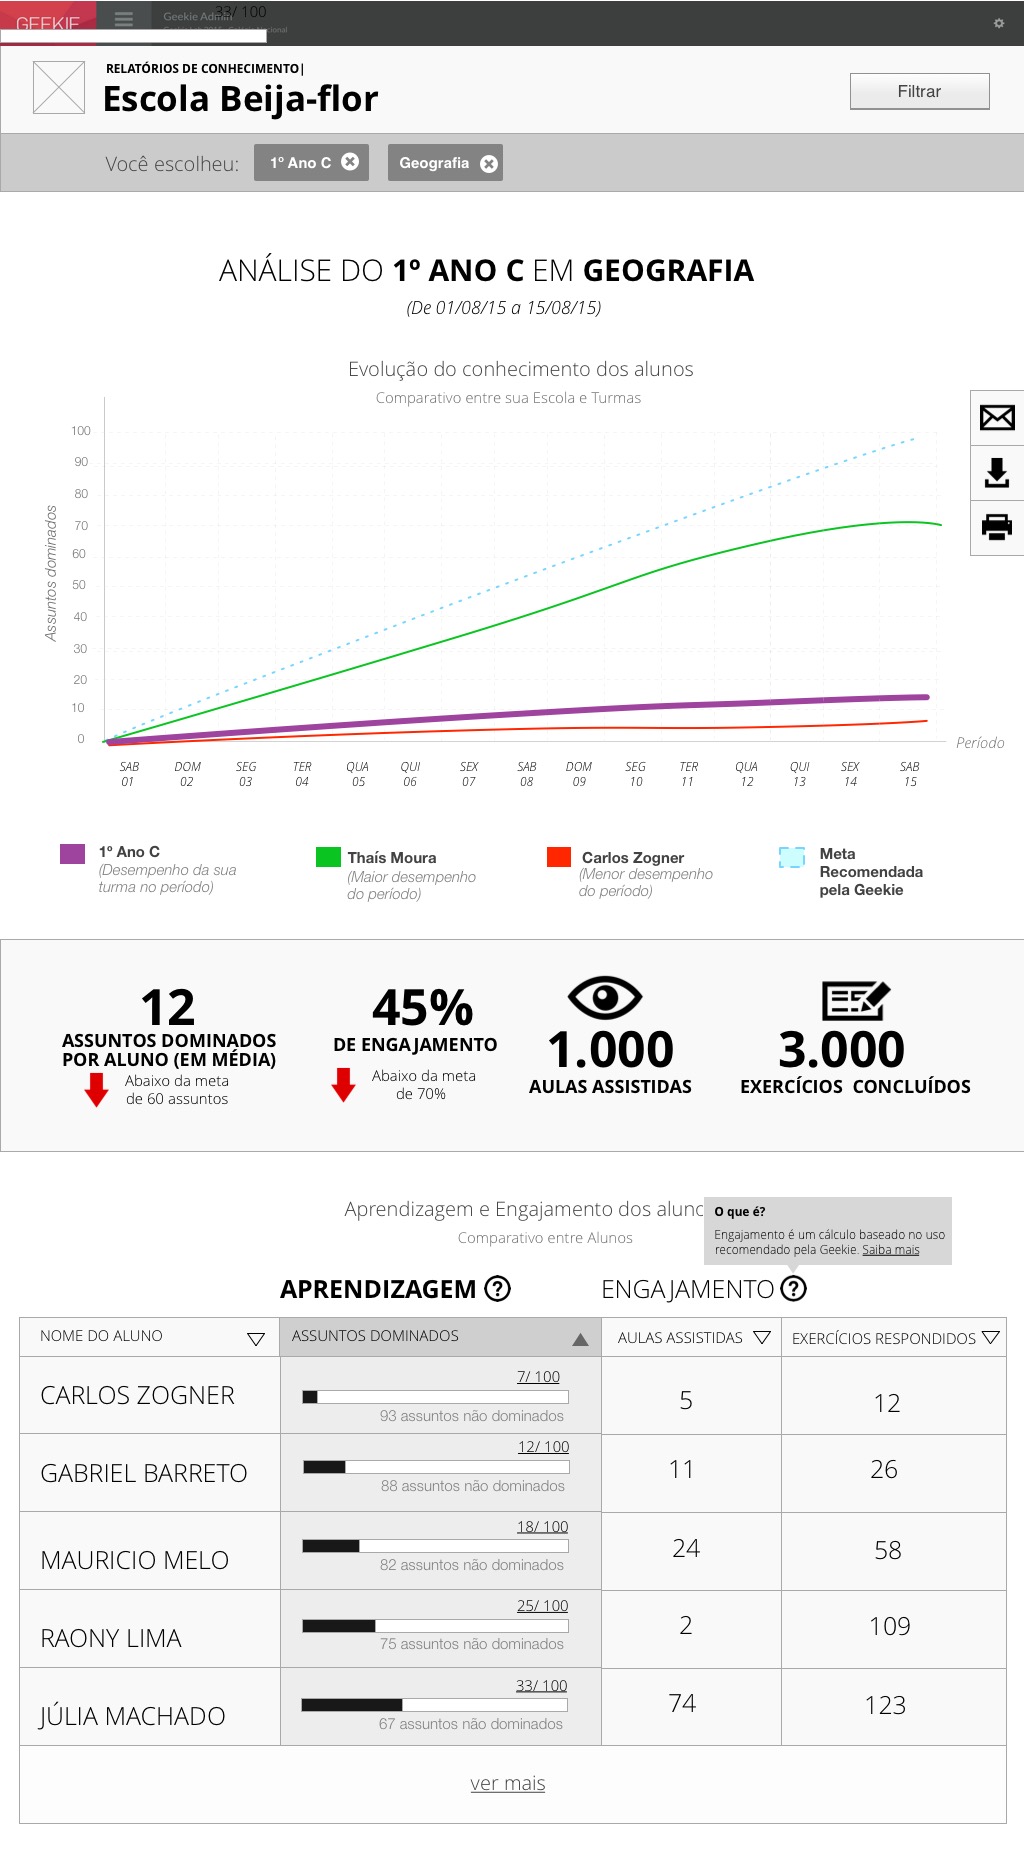 33/ 100
GEEKIE
Geekie Admin
RELATÓRIOS DE CONHECIMENTO|
Escola Beija-flor
Filtrar
Você escolheu:
1º Ano C
Geografia
ANÁLISE DO 1º ANO C EM GEOGRAFIA
(De 01/08/15 a 15/08/15)
Evolução do conhecimento dos alunos
Comparativo entre sua Escola e Turmas
Assuntos dominados
100
90
80
70
60
50
40
30
20
10
0
Período
SAB DOM SEG TER QUA QUI SEX SAB DOM SEG TER QUA QUI SEX SAB
01 02 03 04 05 06 07 08 09 10 11 12 13 14 15
1º Ano C
(Desempenho da sua
turma no período)
Thaís Moura
(Maior desempenho
do período)
Carlos Zogner
(Menor desempenho
do período)
Meta
Recomendada
pela Geekie
12
ASSUNTOS DOMINADOS
POR ALUNO (EM MÉDIA)
Abaixo da meta
de 60 assuntos
45%
DE ENGAJAMENTO
Abaixo da meta
de 70%
1.000
AULAS ASSISTIDAS
3.000
EXERCÍCIOS CONCLUÍDOS
Aprendizagem e Engajamento dos aluno
Comparativo entre Alunos
O que é?
Engajamento é um cálculo baseado no uso
recomendado pela Geekie. Saiba mais
APRENDIZAGEM ?
ENGAJAMENTO ?
NOME DO ALUNO
ASSUNTOS DOMINADOS
AULAS ASSISTIDAS
EXERCÍCIOS RESPONDIDOS
CARLOS ZOGNER
7/ 100
93 assuntos não dominados
5
12
GABRIEL BARRETO
12/ 100
88 assuntos não dominados
11
26
MAURICIO MELO
18/ 100
82 assuntos não dominados
24
58
RAONY LIMA
25/ 100
75 assuntos não dominados
2
109
JÚLIA MACHADO
33/ 100
67 assuntos não dominados
74
123
ver mais